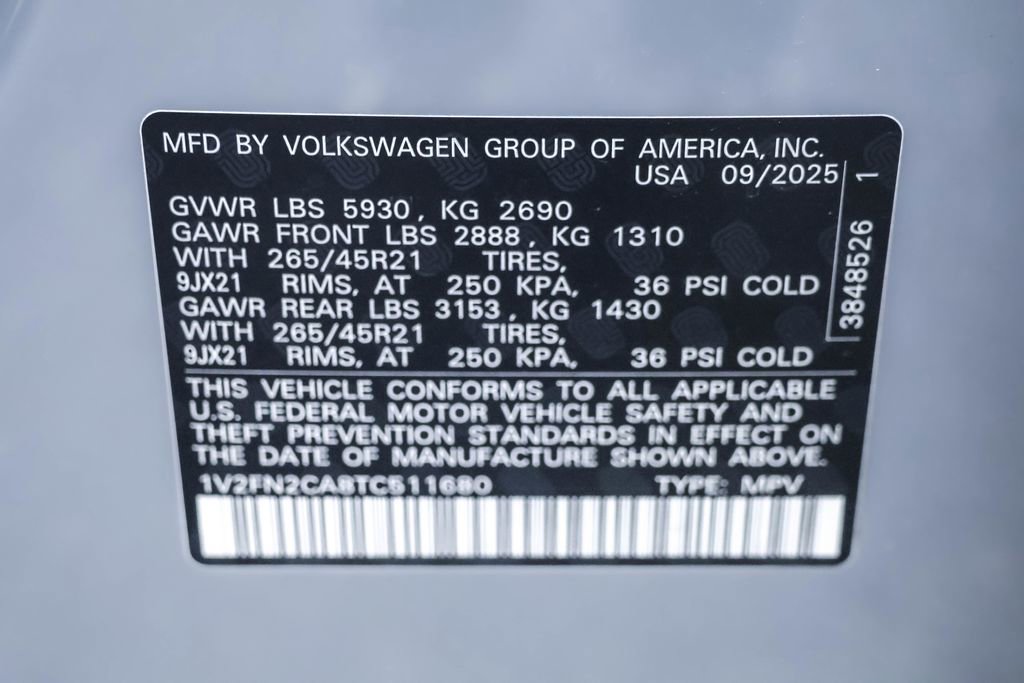 MFD BY VOLKSWAGEN GROUP OF AMERICA, INC.
USA 09/2025
GVWR LBS 5930, KG 2690
GAWR FRONT LBS 2888, KG 1310
WITH 265/45R21 TIRES,
9JX21 RIMS, AT 250 KPA, 36 PSI COLD
GAWR REAR LBS 3153, KG 1430
WITH 265/45R21 TIRES,
9JX21 RIMS, AT 250 KPA, 36 PSI COLD
THIS VEHICLE CONFORMS TO ALL APPLICABLE
U.S. FEDERAL MOTOR VEHICLE SAFETY AND
THEFT PREVENTION STANDARDS IN EFFECT ON
THE DATE OF MANUFACTURE SHOWN ABOVE.
1V2FN2CA8TC511680 TYPE: MPV
3848526 1